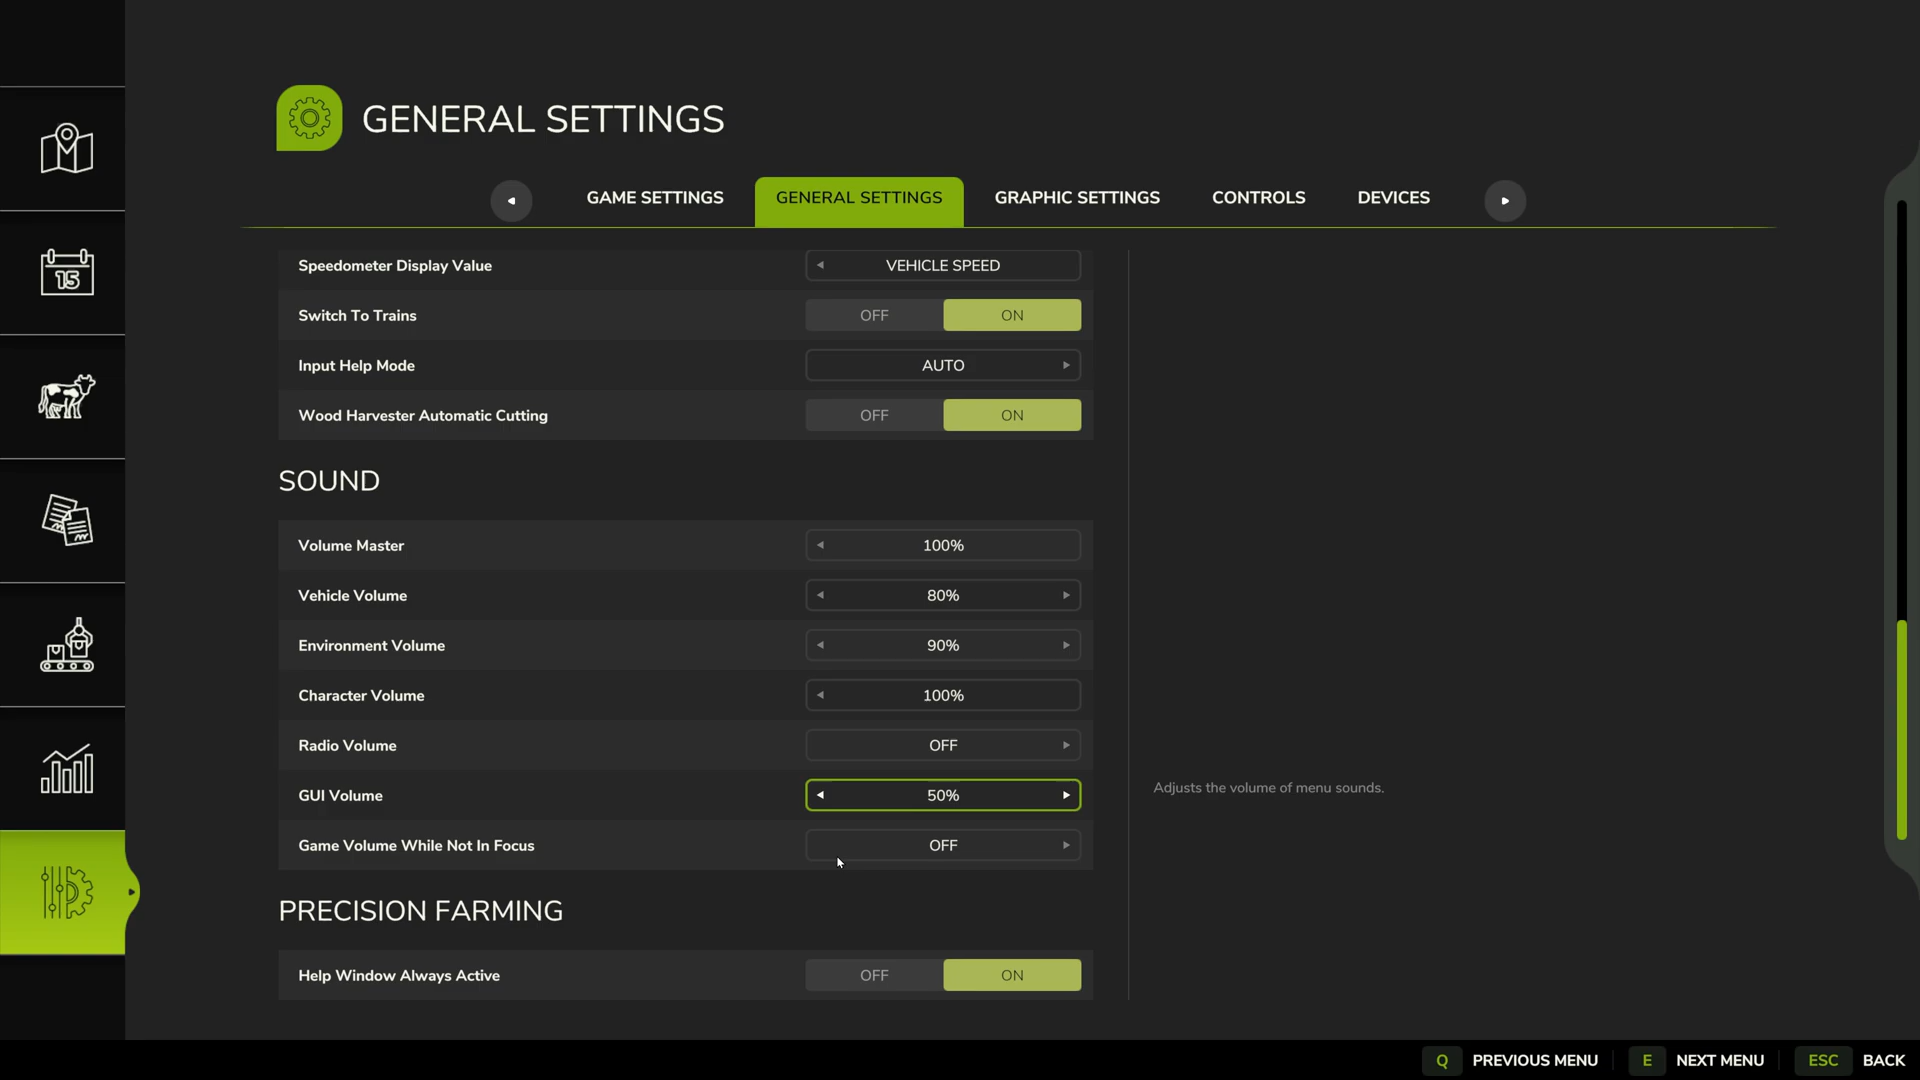 GENERAL SETTINGS
GAME SETTINGS GENERAL SETTINGS GRAPHIC SETTINGS CONTROLS DEVICES
Speedometer Display Value VEHICLE SPEED
Switch To Trains OFF ON
Input Help Mode AUTO
Wood Harvester Automatic Cutting OFF ON
SOUND
Volume Master 100%
Vehicle Volume 80%
Environment Volume 90%
Character Volume 100%
Radio Volume OFF
GUI Volume 50%
Adjusts the volume of menu sounds.
Game Volume While Not In Focus OFF
PRECISION FARMING
Help Window Always Active OFF ON
15
Q PREVIOUS MENU E NEXT MENU ESC BACK